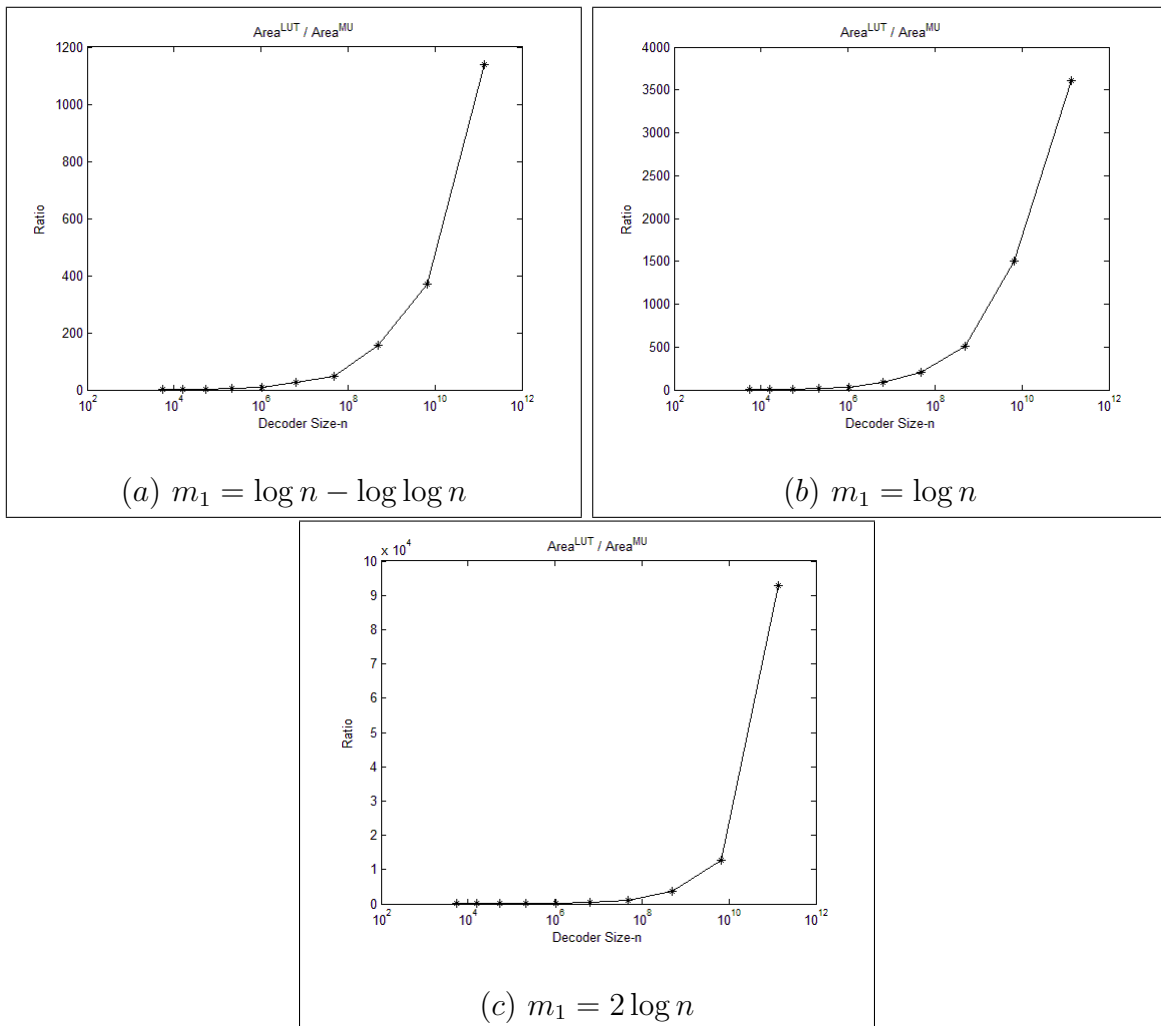 Area^LUT / Area^MU
1200
1000
800
600
400
200
0
Ratio
10^2 10^4 10^6 10^8 10^10 10^12
Decoder Size-n
(a) m₁ = log n − log log n
Area^LUT / Area^MU
4000
3500
3000
2500
2000
1500
1000
500
0
Ratio
10^2 10^4 10^6 10^8 10^10 10^12
Decoder Size-n
(b) m₁ = log n
x 10^4
Area^LUT / Area^MU
10
9
8
7
6
5
4
3
2
1
0
Ratio
10^2 10^4 10^6 10^8 10^10 10^12
Decoder Size-n
(c) m₁ = 2 log n